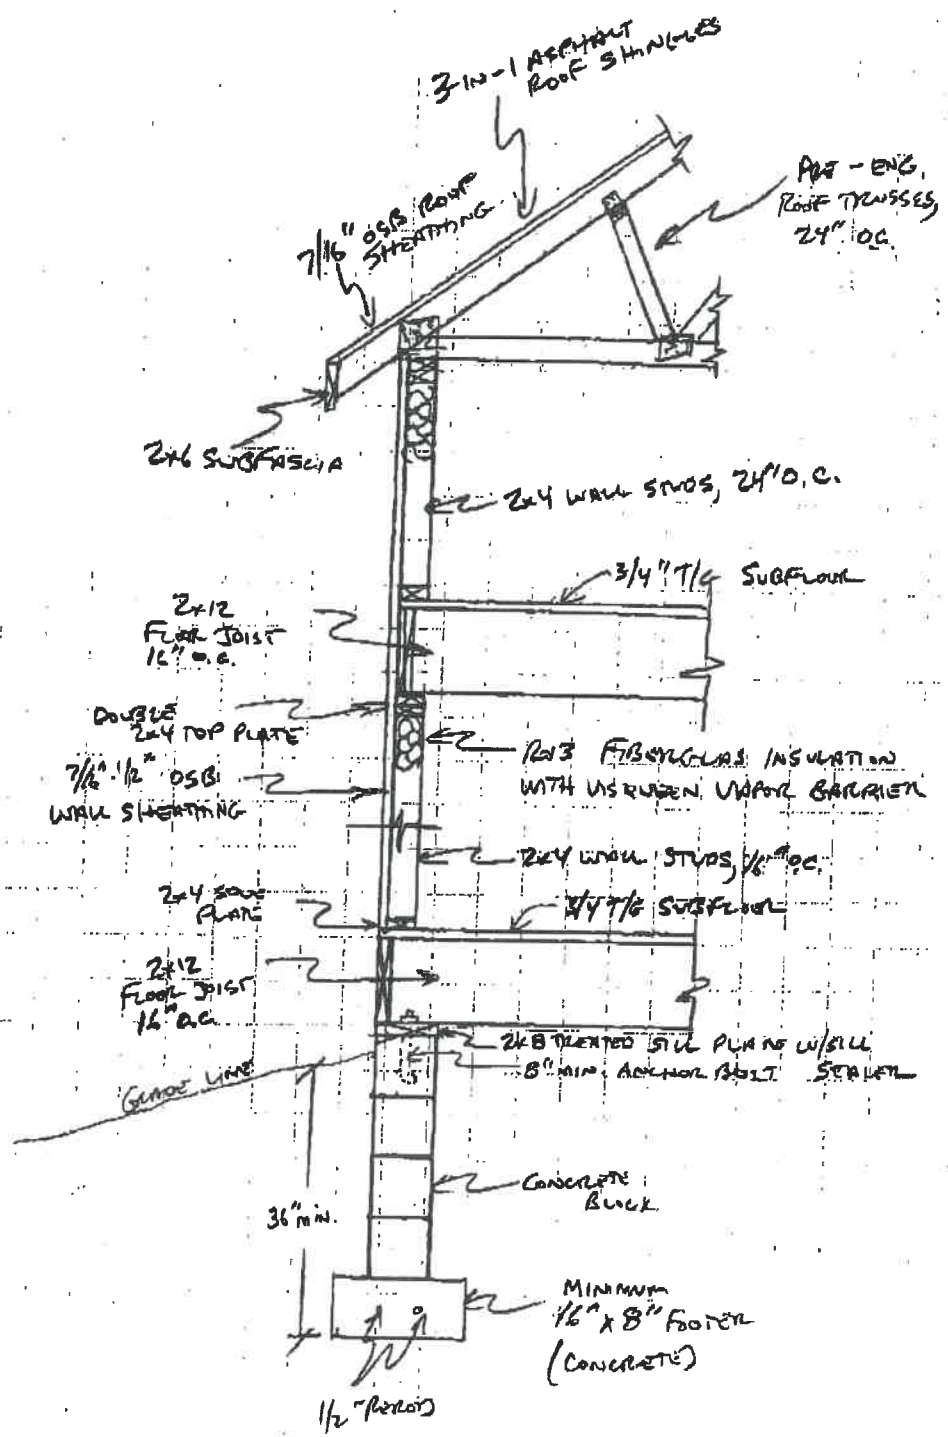 3-IN-1 ASPHALT
ROOF SHINGLES
PRE-ENG.
ROOF TRUSSES,
24" O.C.
7/16" OSB ROOF
SHEATHING
2x6 SUBFASCIA
2x4 WALL STUDS, 24" O.C.
3/4" T/G SUBFLOOR
2x12
FLOOR JOIST
16" O.C.
DOUBLE
2x4 TOP PLATE
1/2" OSB
WALL SHEATHING
R-13 FIBERGLAS INSULATION
WITH VAPOR BARRIER
2x4 WALL STUDS, 16" O.C.
2x4 SOLE
PLATE
3/4 T/G SUBFLOOR
2x12
FLOOR JOIST
16" O.C.
2x8 TREATED SILL PLATE W/SILL
SEALER
8" MIN. ANCHOR BOLT
GRADE LINE
36" MIN.
CONCRETE
BLOCK
MINIMUM
16" x 8" FOOTER
(CONCRETE)
1/2" REROD